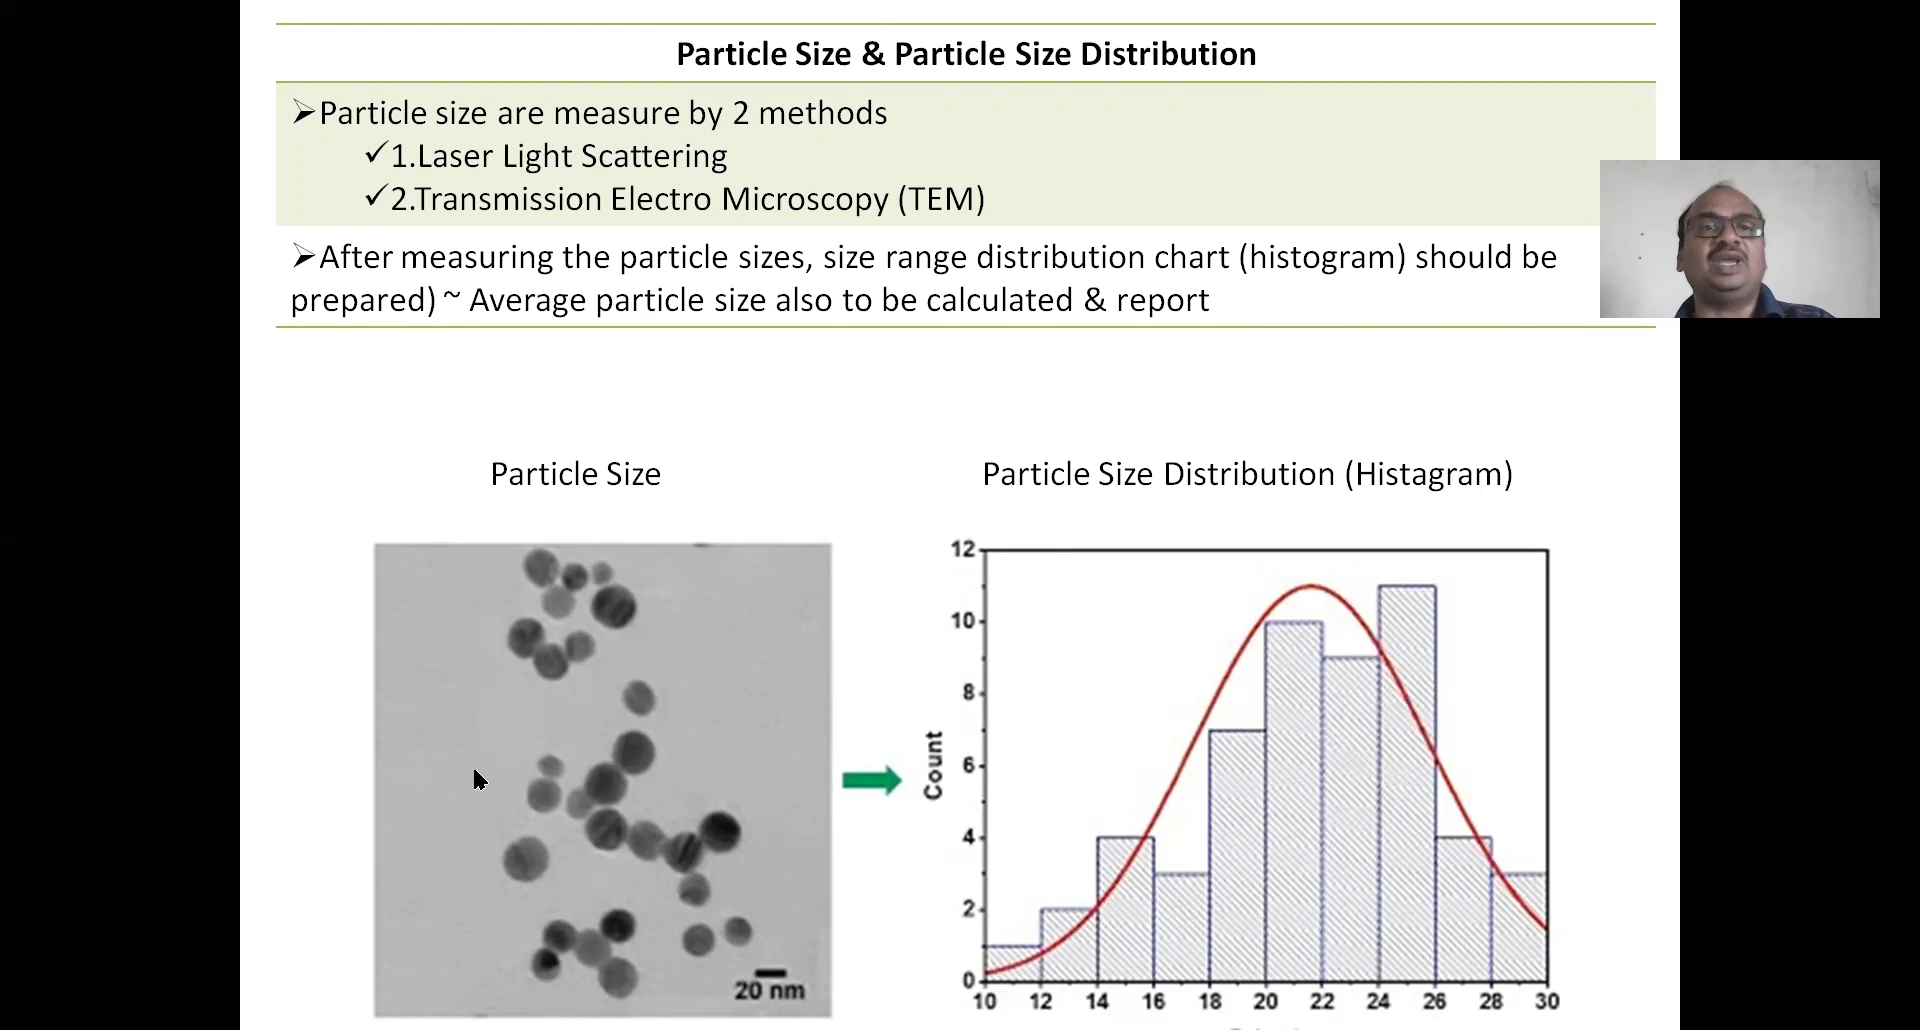 Particle Size & Particle Size Distribution
➢Particle size are measure by 2 methods
✓1.Laser Light Scattering
✓2.Transmission Electro Microscopy (TEM)
➢After measuring the particle sizes, size range distribution chart (histogram) should be
prepared) ~ Average particle size also to be calculated & report
Particle Size
Particle Size Distribution (Histagram)
20 nm
Count
12
10
8
6
4
2
0
10 12 14 16 18 20 22 24 26 28 30